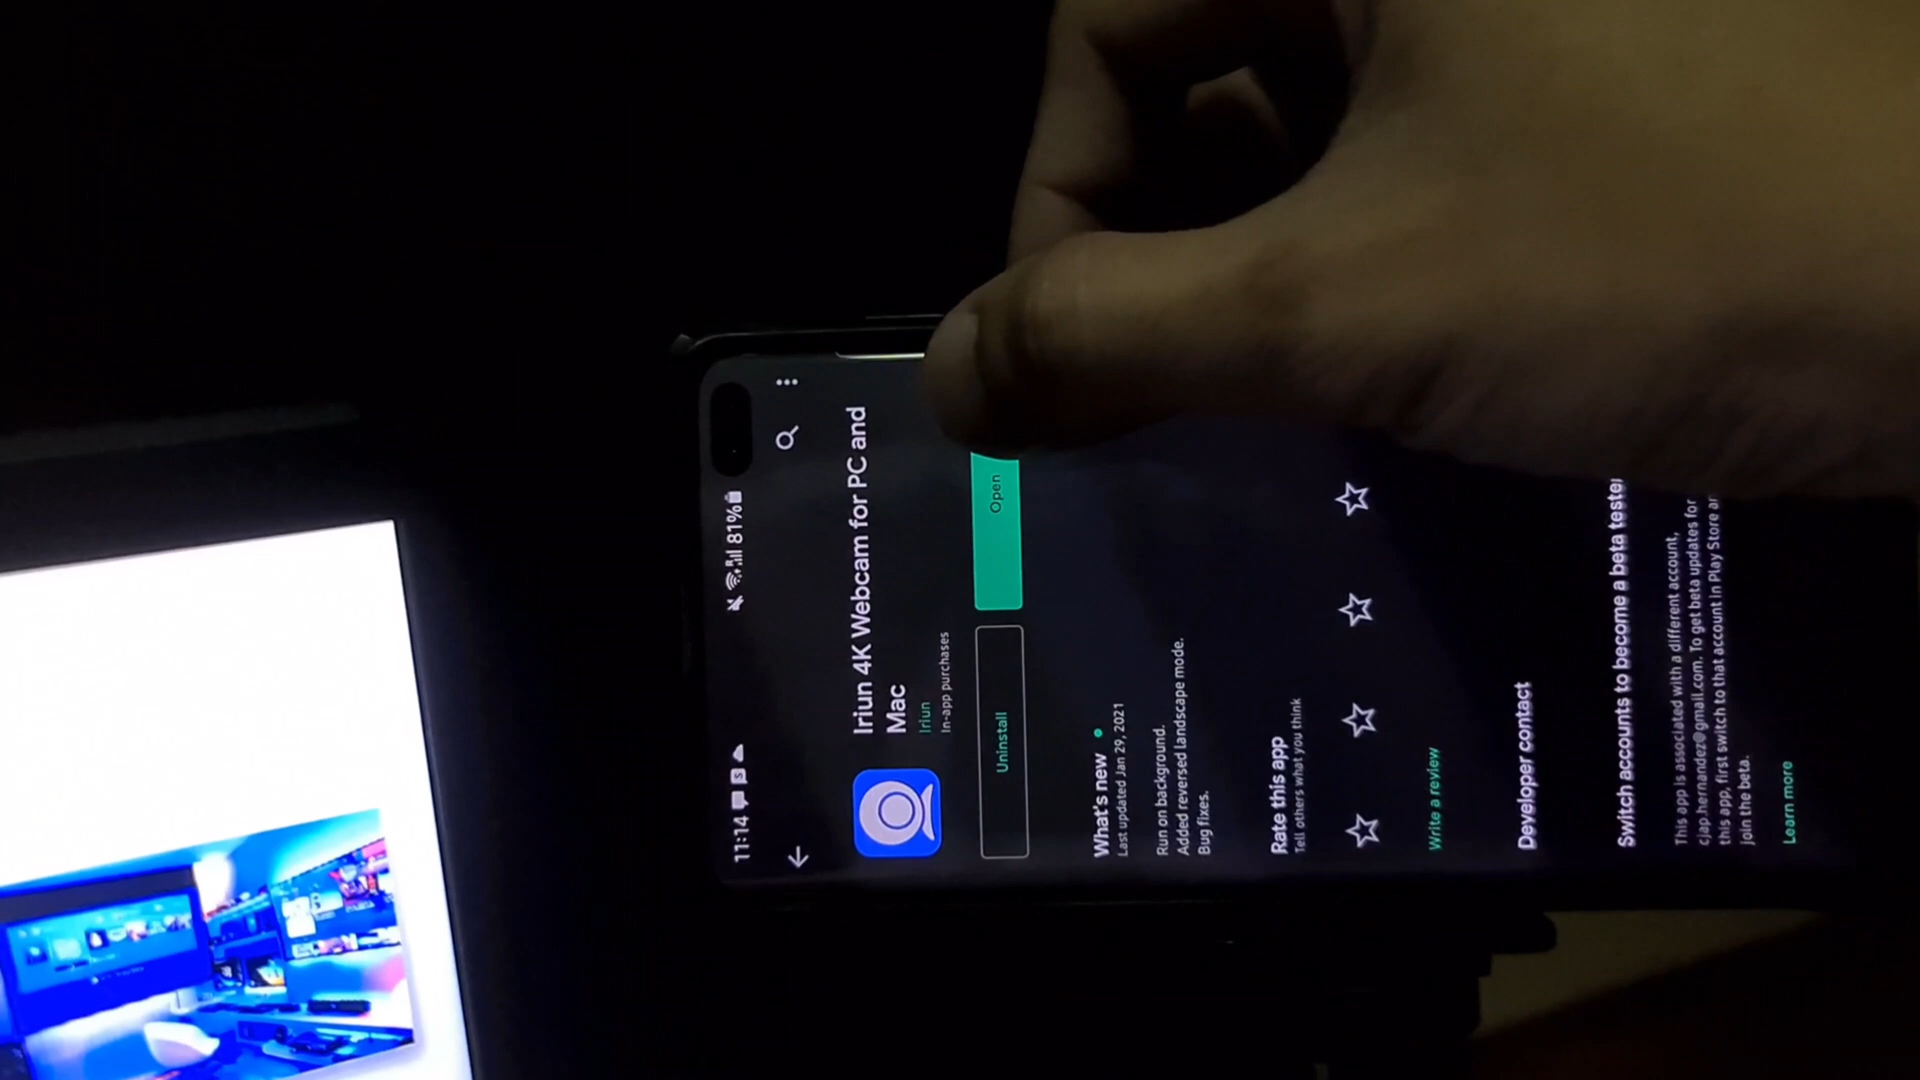 11:14
81%
Iriun 4K Webcam for PC and
Mac
Iriun
In-app purchases
Uninstall
Open
What's new
Last updated Jan 29, 2021
Run on background.
Added reversed landscape mode.
Bug fixes.
Rate this app
Tell others what you think
Write a review
Developer contact
Switch accounts to become a beta tester
This app is associated with a different account,
cjap.hernandez@gmail.com. To get beta updates for
this app, first switch to that account in Play Store
join the beta.
Learn more